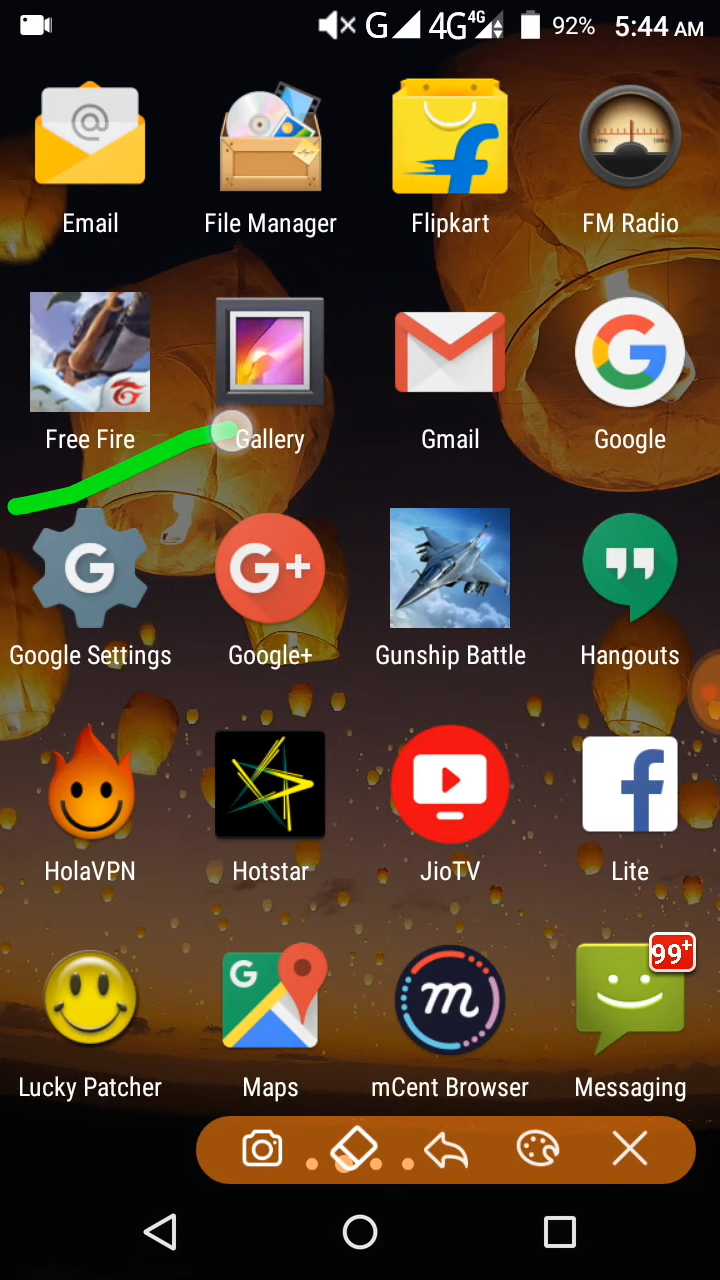 G 4G 4G 92% 5:44 AM
Email File Manager Flipkart FM Radio
Free Fire Gallery Gmail Google
Google Settings Google+ Gunship Battle Hangouts
HolaVPN Hotstar JioTV Lite
99+
Lucky Patcher Maps mCent Browser Messaging